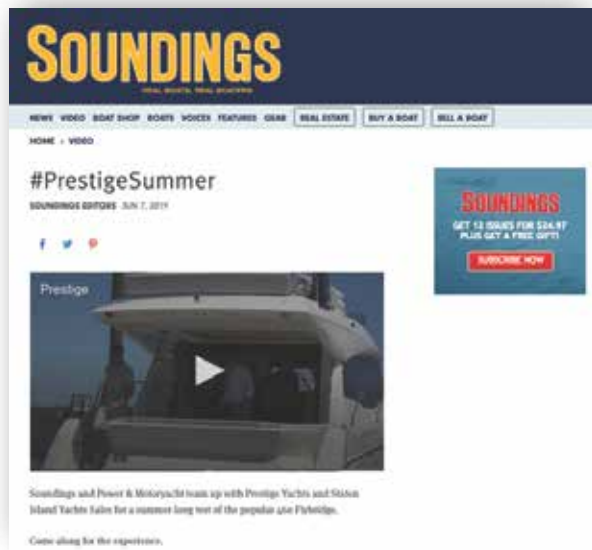 SOUNDINGS
REAL BOATS, REAL BOATERS
NEWS VIDEO BOAT SHOP BOATS VOICES FEATURES GEAR REAL ESTATE BUY A BOAT SELL A BOAT
HOME > VIDEO
#PrestigeSummer
SOUNDINGS EDITORS JUN 7, 2019
SOUNDINGS
GET 12 ISSUES FOR $24.97
PLUS GET A FREE GIFT!
SUBSCRIBE NOW
Prestige
Soundings and Power & Motoryacht team up with Prestige Yachts and Staten
Island Yachts Sales for a summer-long test of the popular Flybridge.
Come along for the experience.